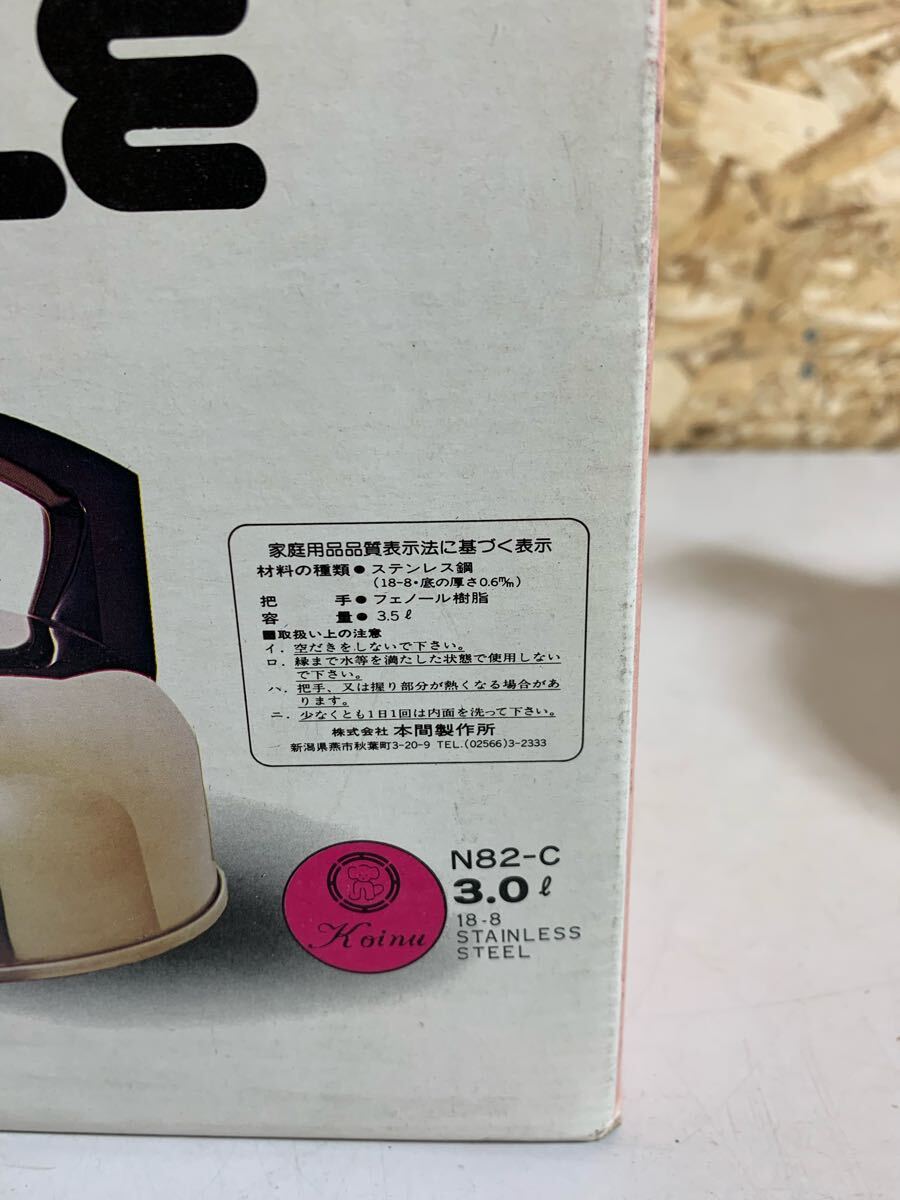 LE
家庭用品品質表示法に基づく表示
材料の種類●ステンレス鋼
(18-8・底の厚さ0.6m/m)
把 手●フェノール樹脂
容 量●3.5ℓ
■取扱い上の注意
イ．空だきをしないで下さい。
ロ．縁まで水等を満たした状態で使用しない
で下さい。
ハ．把手、又は握り部分が熱くなる場合があ
ります。
ニ．少なくとも1日1回は内面を洗って下さい。
株式会社 本間製作所
新潟県燕市秋葉町3-20-9 TEL.(02566)3-2333
Koinu
N82-C
3.0ℓ
18-8
STAINLESS
STEEL